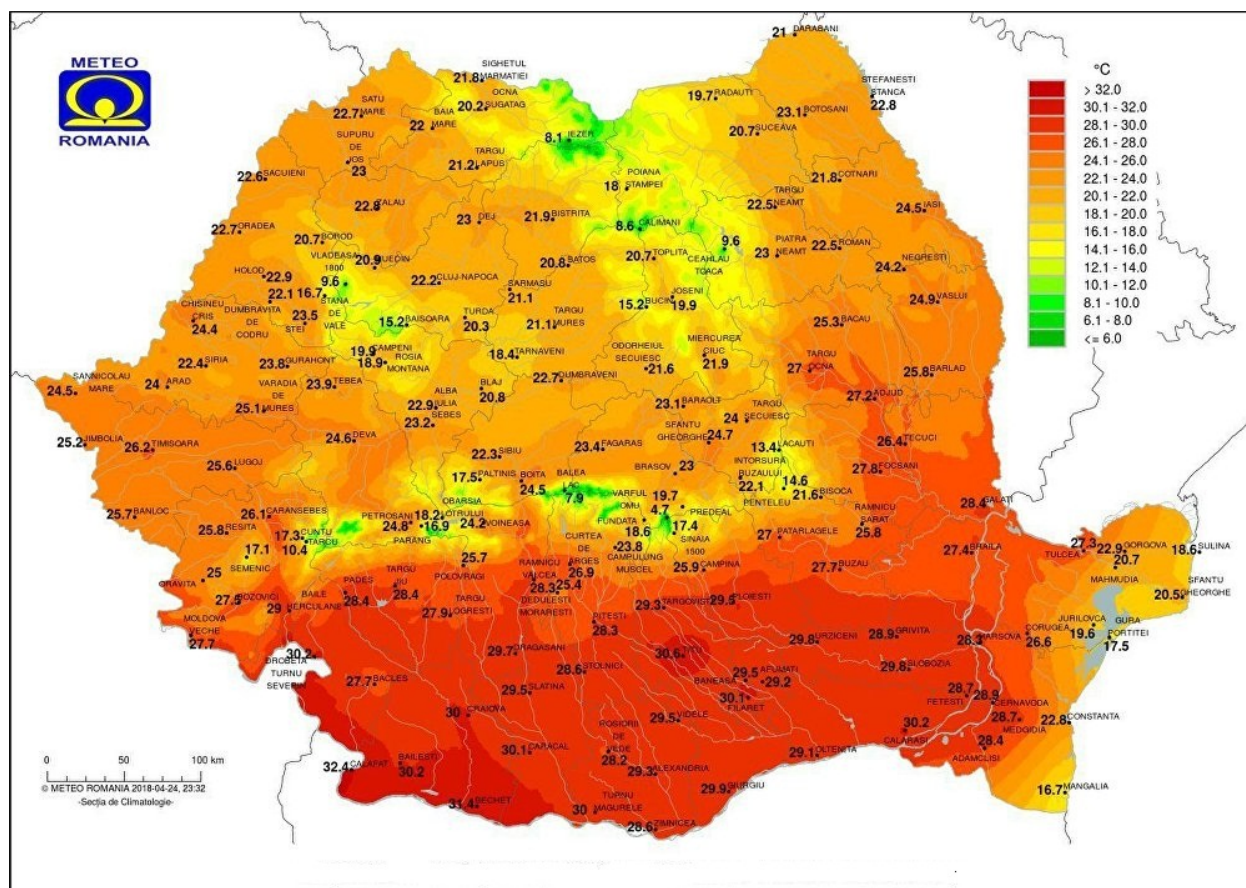 METEO
ROMANIA
°C
> 32.0
30.1 - 32.0
28.1 - 30.0
26.1 - 28.0
24.1 - 26.0
22.1 - 24.0
20.1 - 22.0
18.1 - 20.0
16.1 - 18.0
14.1 - 16.0
12.1 - 14.0
10.1 - 12.0
8.1 - 10.0
6.1 - 8.0
<= 6.0
21 DARABANI
SIGHETUL
21.8 MARMATIEI
OCNA
20.2 SUGATAG
SATU
22.7 MARE
BAIA
22 MARE
19.7 RADAUTI
STEFANESTI
STANCA
22.8
23.1 BOTOSANI
20.7 SUCEAVA
8.1 IEZER
SUPURU
DE
JOS
23
TARGU
21.2 LAPUS
22.6 SACUIENI
POIANA
18 STAMPEI
21.8 COTNARI
22.8 ZALAU
23 DEJ
21.9 BISTRITA
TARGU
22.5 NEAMT
24.5 IASI
22.7 ORADEA
8.6 CALIMANI
20.7 BOROD
VLADEASA
1800
9.6
20.9 HUEDIN
20.8 BATOS
20.7 TOPLITA
9.6
CEAHLAU
TOACA
PIATRA
23 NEAMT
22.5 ROMAN
24.2 NEGRESTI
HOLOD
22.9
22.1
DUMBRAVITA
DE
CODRU
16.7
STANA
DE
VALE
22.2 CLUJ-NAPOCA
SARMASU
21.1
15.2 BUCIN
JOSENI
19.9
24.9 VASLUI
CHISINEU
CRIS
24.4
23.5
STEI
15.2 BAISOARA
TURDA
20.3
TARGU
21.1 MURES
25.3 BACAU
22.4 SIRIA
23.8 GURAHONT
19.9 CAMPENI
18.9 ROSIA
MONTANA
18.4 TARNAVENI
ODORHEIUL
SECUIESC
21.6
MIERCUREA
CIUC
21.9
TARGU
27 OCNA
25.8 BARLAD
SANNICOLAU
24.5 MARE
24 ARAD
VARADIA
DE
25.1 MURES
23.9 TEBEA
ALBA
22.9 IULIA
23.2 SEBES
BLAJ
20.8
22.7 DUMBRAVENI
23.1 BARAOLT
TARGU
24 SECUIESC
27.2 ADJUD
25.2 JIMBOLIA
26.2 TIMISOARA
24.6 DEVA
22.3 SIBIU
23.4 FAGARAS
SFANTU
GHEORGHE 24.7
13.4 LACAUTI
26.4 TECUCI
25.6 LUGOJ
17.5 PALTINIS
BOITA
24.5
BALEA
LAC
7.9
BRASOV 23
INTORSURA
BUZAULUI
22.1
14.6
PENTELEU
21.6 BISOCA
27.8 FOCSANI
28.4 GALATI
25.7 BANLOC
26.1 CARANSEBES
25.8 RESITA
PETROSANI
24.8
OBARSIA
18.2 LOTRULUI
16.9
PARANG
24.2 VOINEASA
VARFUL
OMU
19.7
4.7
PREDEAL
FUNDATA
18.6
17.4
SINAIA
1500
27 PATARLAGELE
RAMNICU
SARAT
25.8
17.3 CUNTU
10.4 TARCU
17.1
SEMENIC
25.7
POLOVRAGI
CURTEA
DE
ARGES
26.9
23.8
CAMPULUNG
MUSCEL
25.9 CAMPINA
27.7 BUZAU
27.4 BRAILA
27.3
TULCEA
22.9 GORGOVA
20.7
MAHMUDIA
18.6 SULINA
ORAVITA
25
27.5 BOZOVICI
BAILE
29 HERCULANE
PADES
28.4
TARGU
JIU
28.4
RAMNICU
VALCEA
28.3
25.4
DEDULESTI
MORARESTI
SFANTU
20.5 GHEORGHE
MOLDOVA
VECHE
27.7
27.9 TARGU
LOGRESTI
PITESTI
28.3
29.3 TARGOVISTE
29.5 PLOIESTI
JURILOVCA
19.6
GURA
PORTITEI
17.5
CORUGEA
26.6
30.2
DROBETA
TURNU
SEVERIN
29.7 DRAGASANI
28.6 STOLNICI
30.6 TITU
29.8 URZICENI
28.9 GRIVITA
28.3 HARSOVA
27.7 BACLES
29.5 SLATINA
BANEASA
29.5 AFUMATI
29.2
30.1
FILARET
29.8 SLOBOZIA
28.7
FETESTI
28.9
CERNAVODA
28.7
MEDGIDIA
22.8 CONSTANTA
30 CRAIOVA
ROSIORII
DE
VEDE
28.2
29.5 VIDELE
30.2
CALARASI
28.4
ADAMCLISI
32.4 CALAFAT
BAILESTI
30.2
30.1 CARACAL
29.3 ALEXANDRIA
29.1 OLTENITA
16.7 MANGALIA
31.4 BECHET
TURNU
30 MAGURELE
28.6 ZIMNICEA
29.9 GIURGIU
0 50 100 km
© METEO ROMANIA 2018-04-24, 23:32
-Secția de Climatologie-